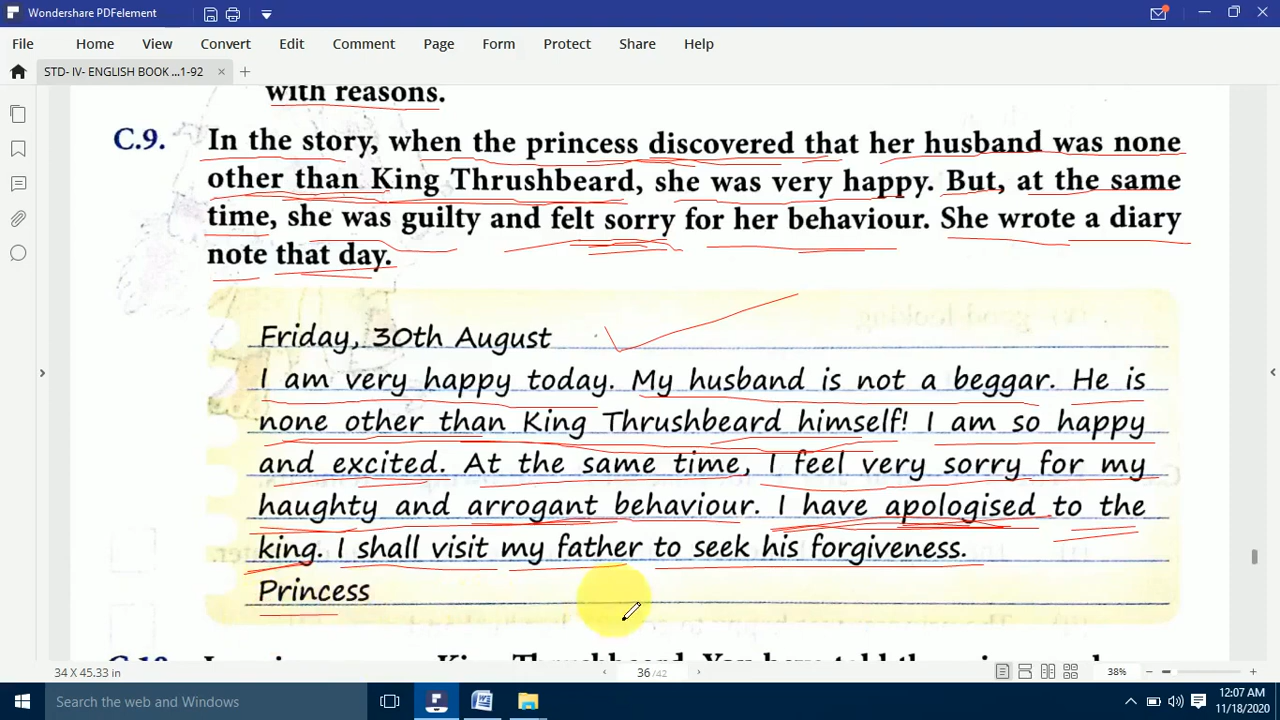 Wondershare PDFelement
File Home View Convert Edit Comment Page Form Protect Share Help
STD- IV- ENGLISH BOOK ...1-92 × +
with reasons.
C.9. In the story, when the princess discovered that her husband was none
other than King Thrushbeard, she was very happy. But, at the same
time, she was guilty and felt sorry for her behaviour. She wrote a diary
note that day.
Friday, 30th August
I am very happy today. My husband is not a beggar. He is
none other than King Thrushbeard himself! I am so happy
and excited. At the same time, I feel very sorry for my
haughty and arrogant behaviour. I have apologised to the
king. I shall visit my father to seek his forgiveness.
Princess
34 X 45.33 in 36 /42 38%
Search the web and Windows
12:07 AM
11/18/2020